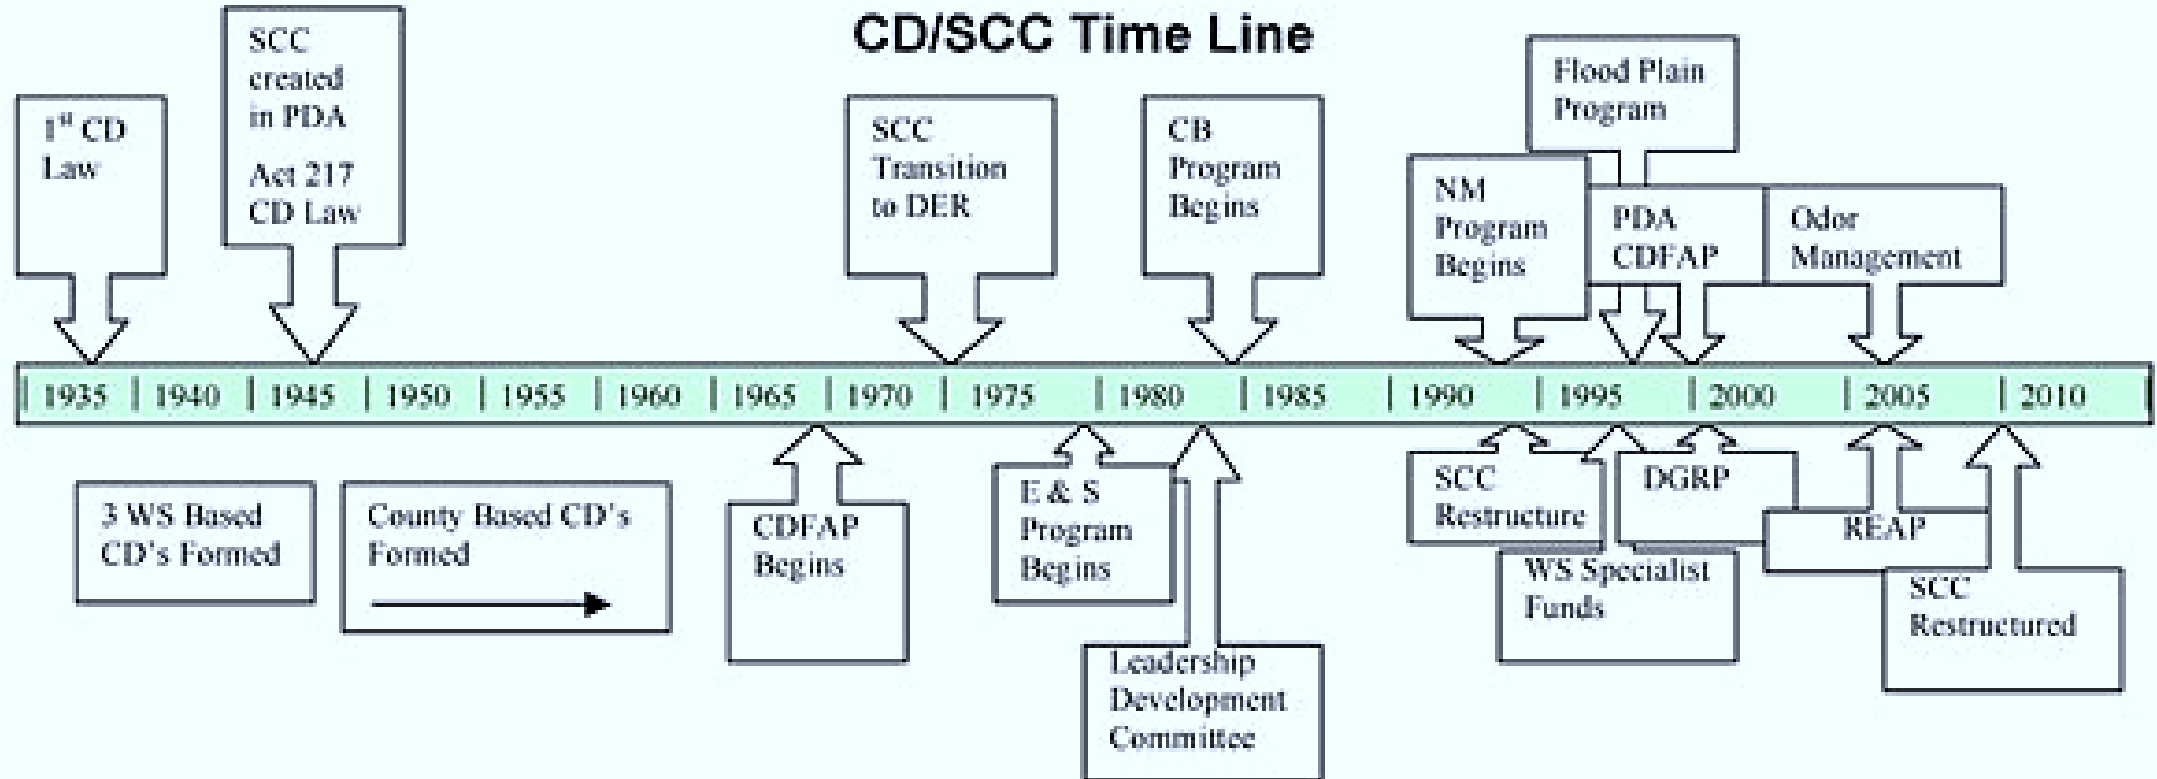 CD/SCC Time Line
1st CD
Law
SCC
created
in PDA
Act 217
CD Law
SCC
Transition
to DER
CB
Program
Begins
Flood Plain
Program
NM
Program
Begins
PDA
CDFAP
Odor
Management
| 1935 | 1940 | 1945 | 1950 | 1955 | 1960 | 1965 | 1970 | 1975 | 1980 | 1985 | 1990 | 1995 | 2000 | 2005 | 2010 |
3 WS Based
CD's Formed
County Based CD's
Formed
CDFAP
Begins
E & S
Program
Begins
Leadership
Development
Committee
SCC
Restructure
WS Specialist
Funds
DGRP
REAP
SCC
Restructured